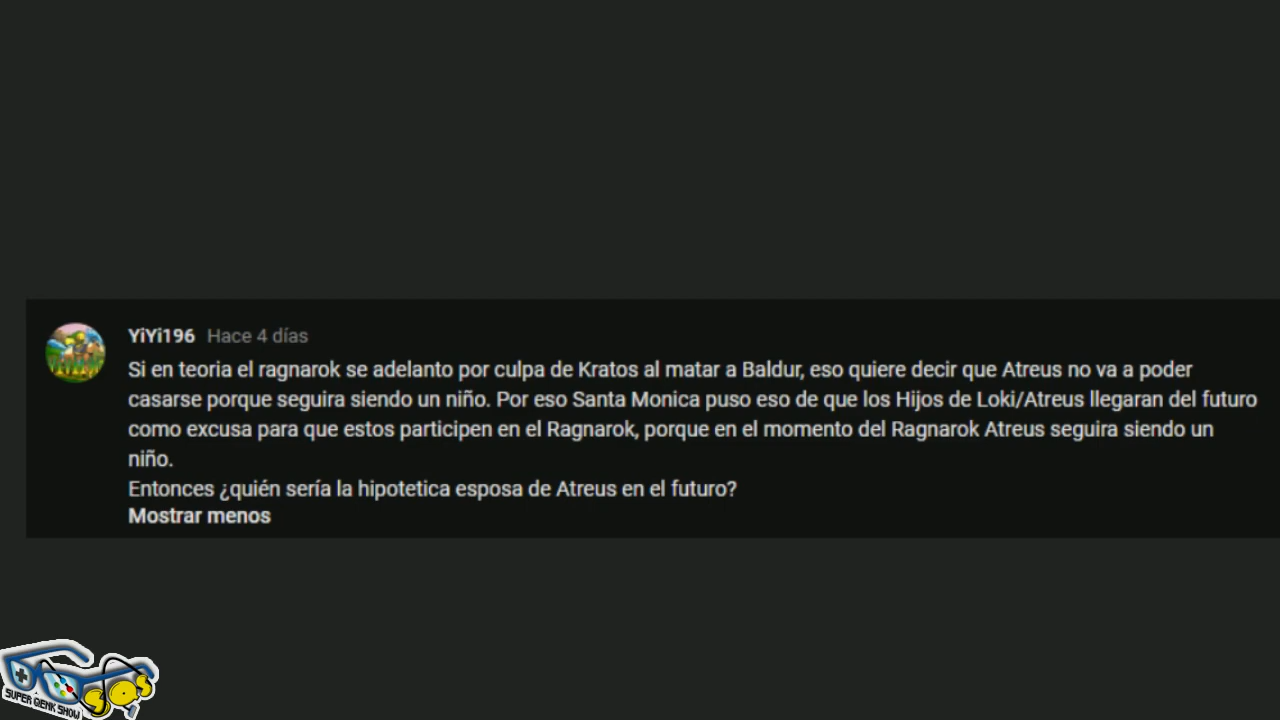 YiYi196 Hace 4 días
Si en teoria el ragnarok se adelanto por culpa de Kratos al matar a Baldur, eso quiere decir que Atreus no va a poder
casarse porque seguira siendo un niño. Por eso Santa Monica puso eso de que los Hijos de Loki/Atreus llegaran del futuro
como excusa para que estos participen en el Ragnarok, porque en el momento del Ragnarok Atreus seguira siendo un
niño.
Entonces ¿quién sería la hipotetica esposa de Atreus en el futuro?
Mostrar menos
SUPER QENK SHOW